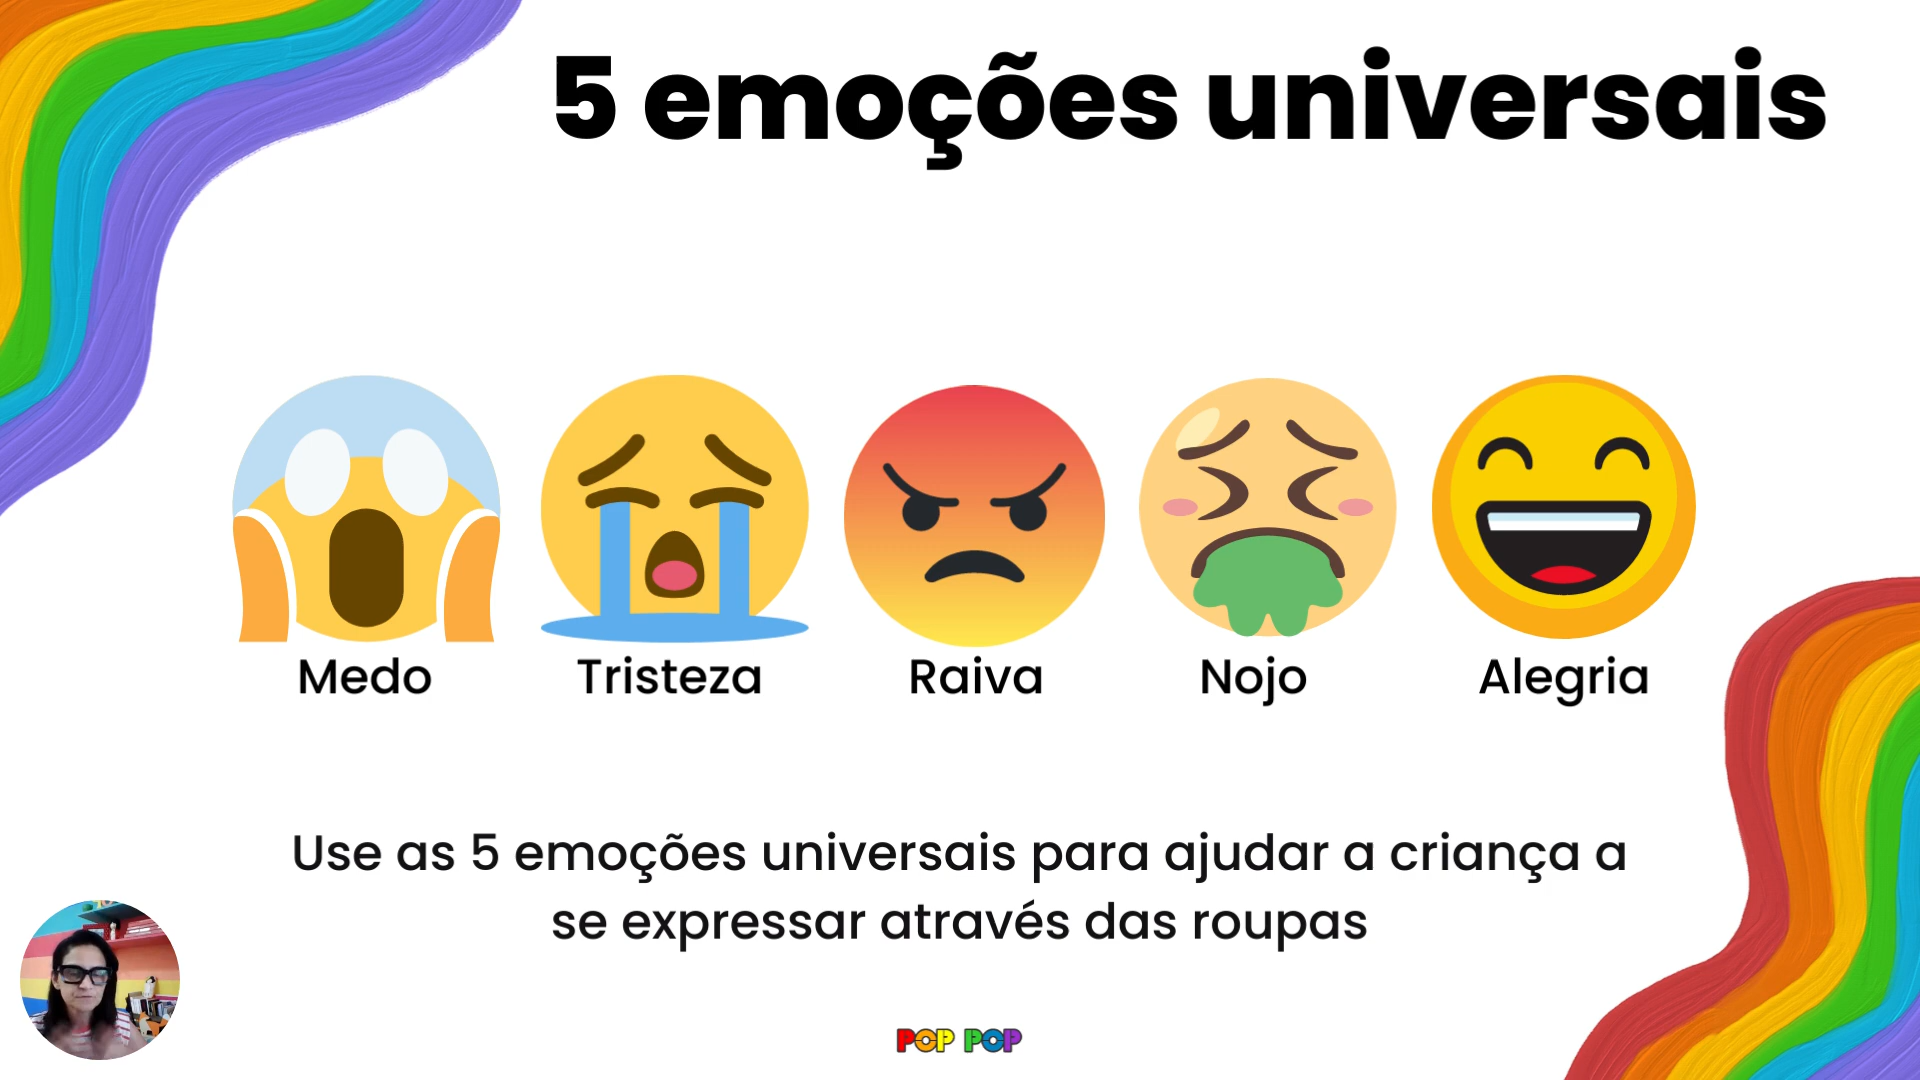 5 emoções universais
Medo
Tristeza
Raiva
Nojo
Alegria
Use as 5 emoções universais para ajudar a criança a
se expressar através das roupas
POP POP